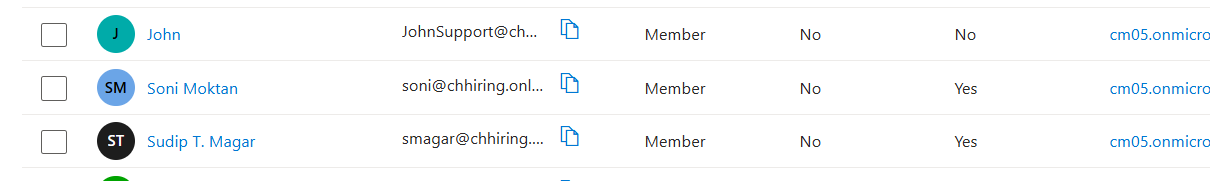 J John JohnSupport@ch... Member No No cm05.onmicro
SM Soni Moktan soni@chhiring.onl... Member No Yes cm05.onmicro
ST Sudip T. Magar smagar@chhiring.... Member No Yes cm05.onmicro